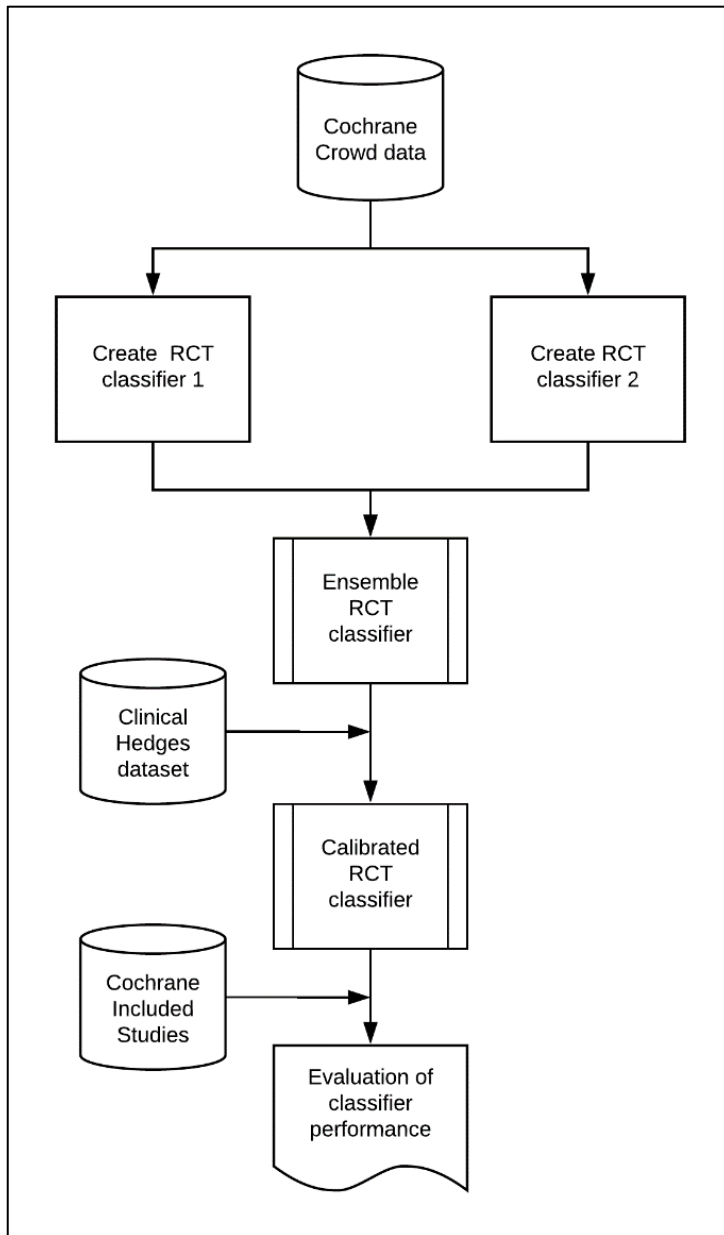 Cochrane
Crowd data
Create RCT
classifier 1
Create RCT
classifier 2
Ensemble
RCT
classifier
Clinical
Hedges
dataset
Calibrated
RCT
classifier
Cochrane
Included
Studies
Evaluation of
classifier
performance